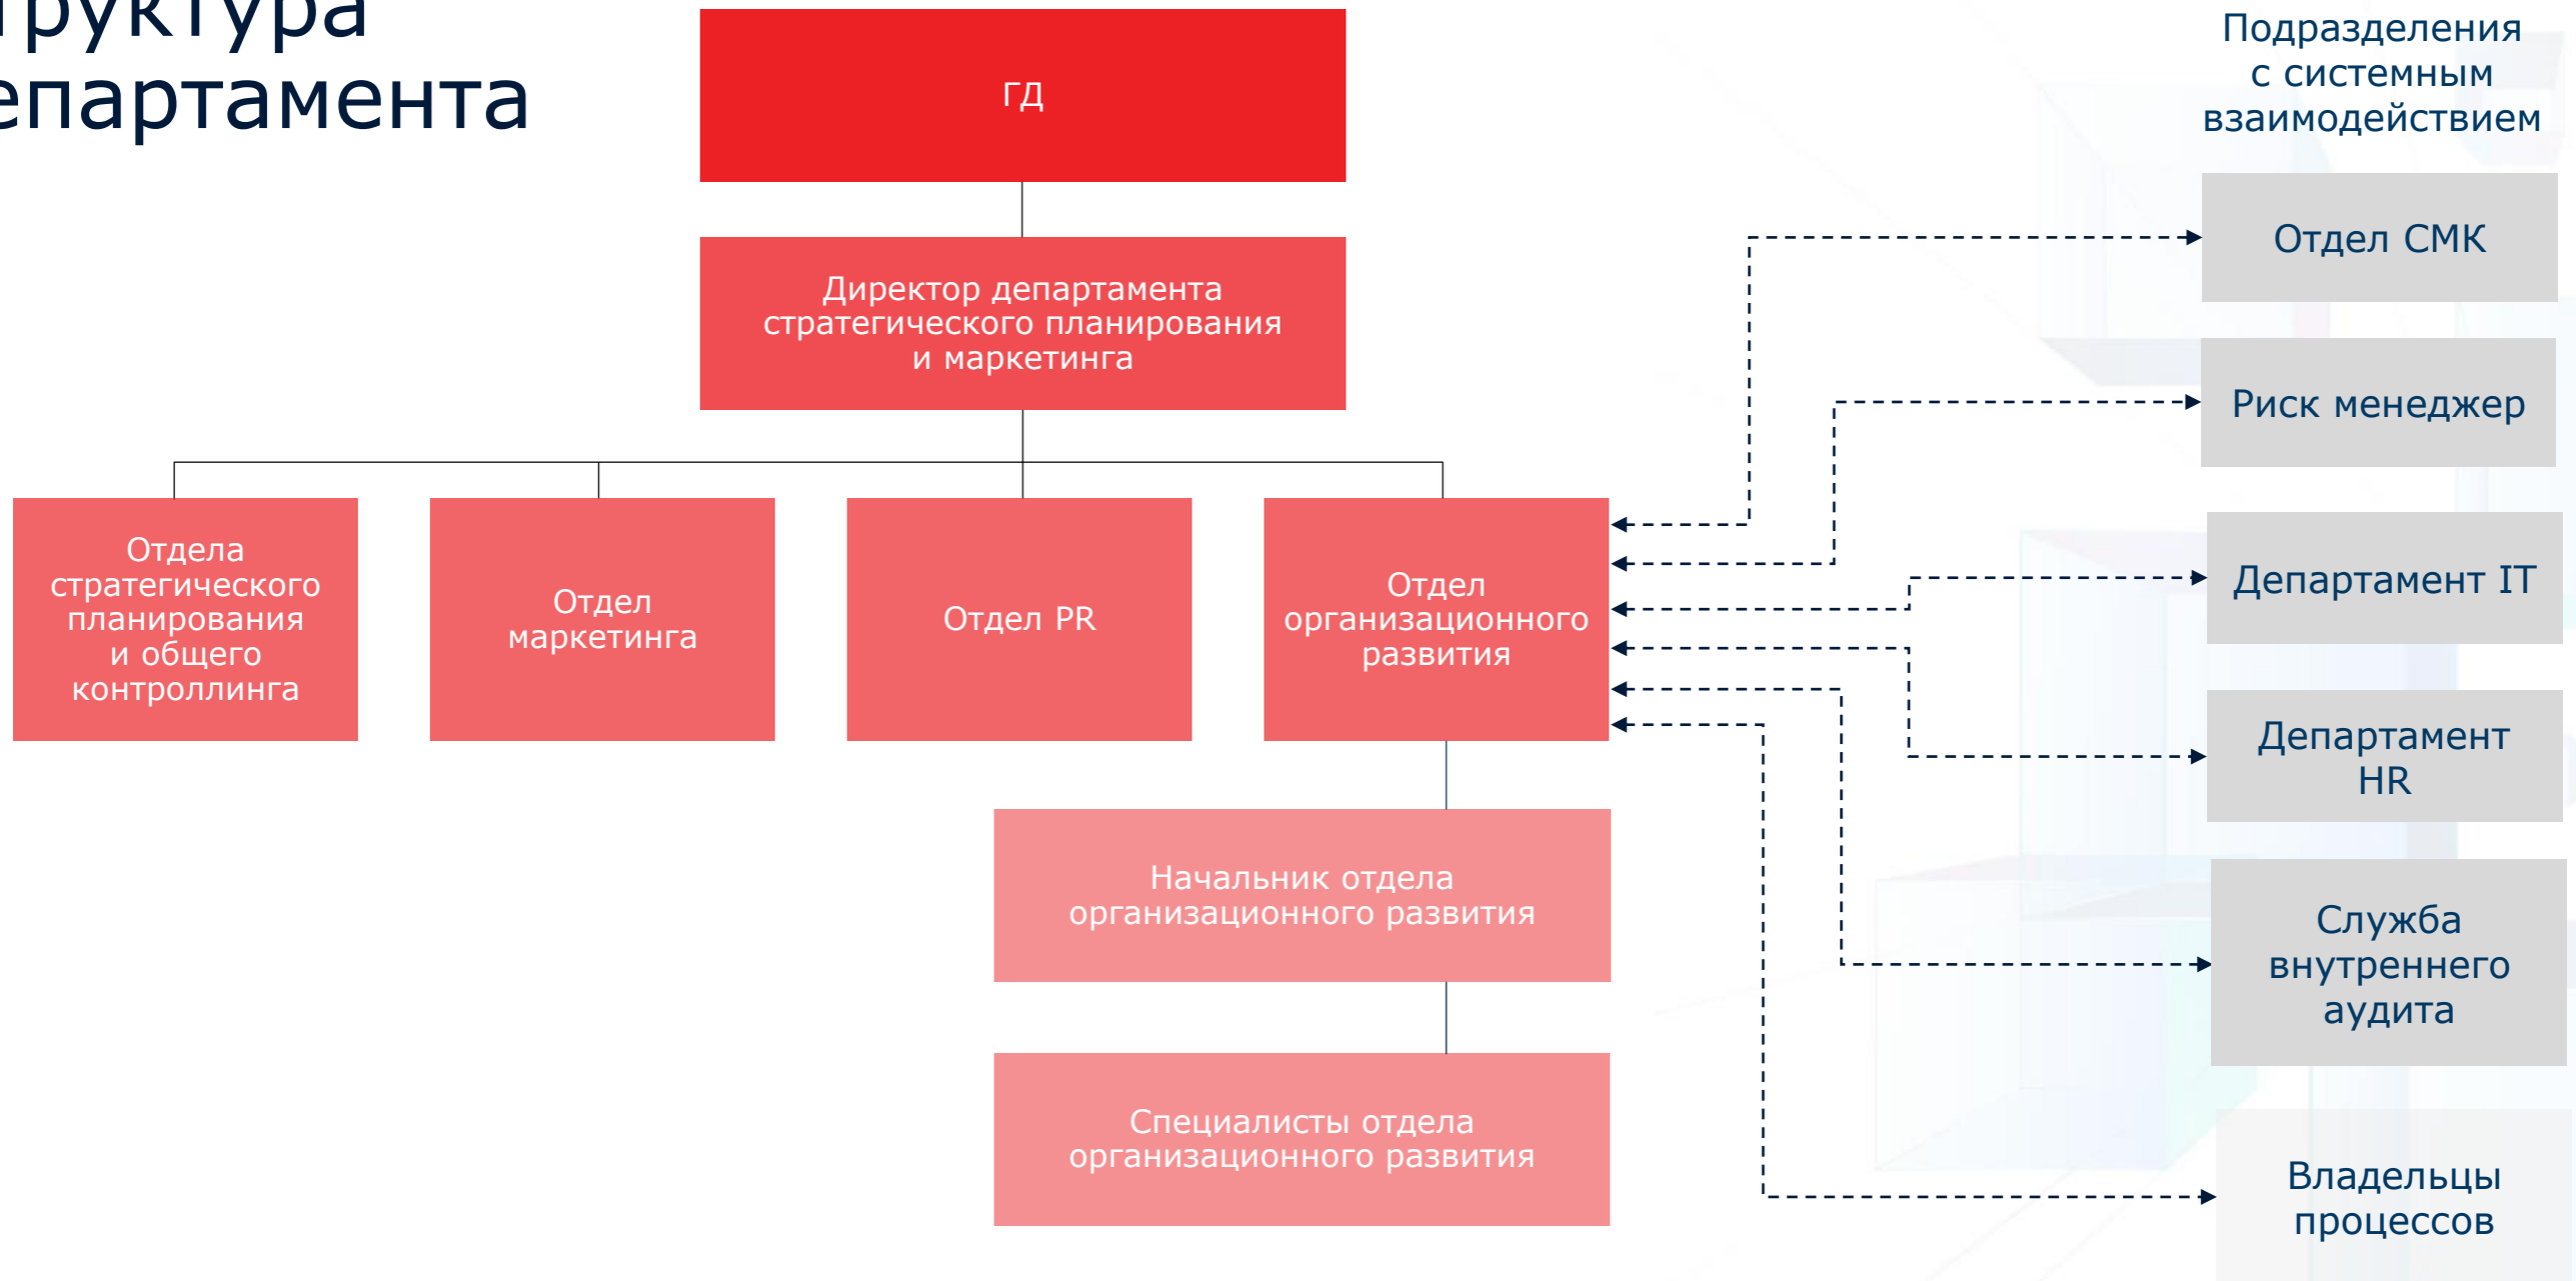 труктура
епартамента
ГД
Директор департамента
стратегического планирования
и маркетинга
Отдела
стратегического
планирования
и общего
контроллинга
Отдел
маркетинга
Отдел PR
Отдел
организационного
развития
Начальник отдела
организационного развития
Специалисты отдела
организационного развития
Подразделения
с системным
взаимодействием
Отдел СМК
Риск менеджер
Департамент IT
Департамент
HR
Служба
внутреннего
аудита
Владельцы
процессов